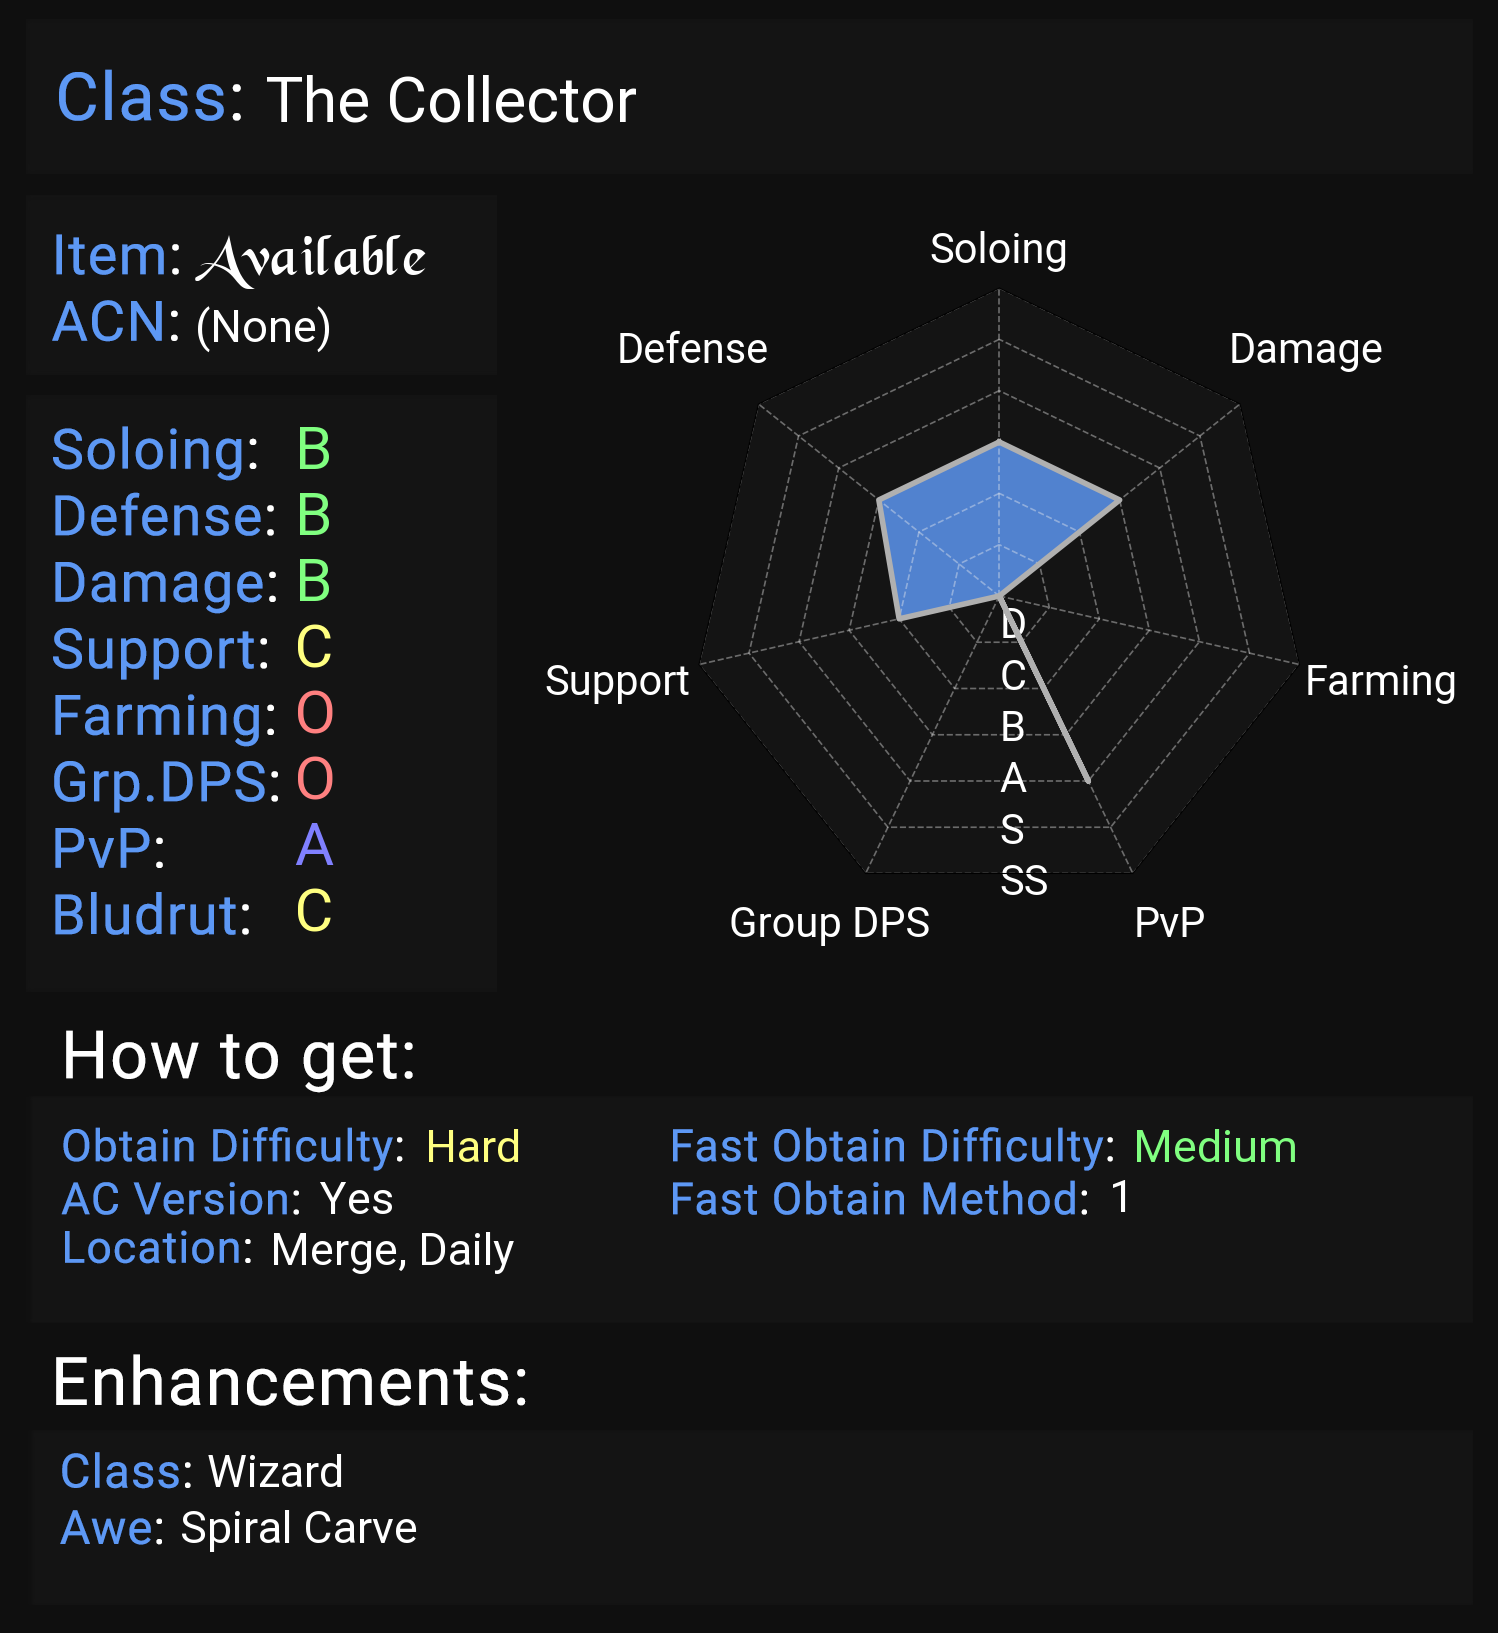 Class: The Collector
Item: Available
ACN: (None)
Soloing: B
Defense: B
Damage: B
Support: C
Farming: O
Grp.DPS: O
PvP: A
Bludrut: C
Soloing
Defense
Damage
Support
Farming
D
C
B
A
S
SS
Group DPS
PvP
How to get:
Obtain Difficulty: Hard
AC Version: Yes
Location: Merge, Daily
Fast Obtain Difficulty: Medium
Fast Obtain Method: 1
Enhancements:
Class: Wizard
Awe: Spiral Carve